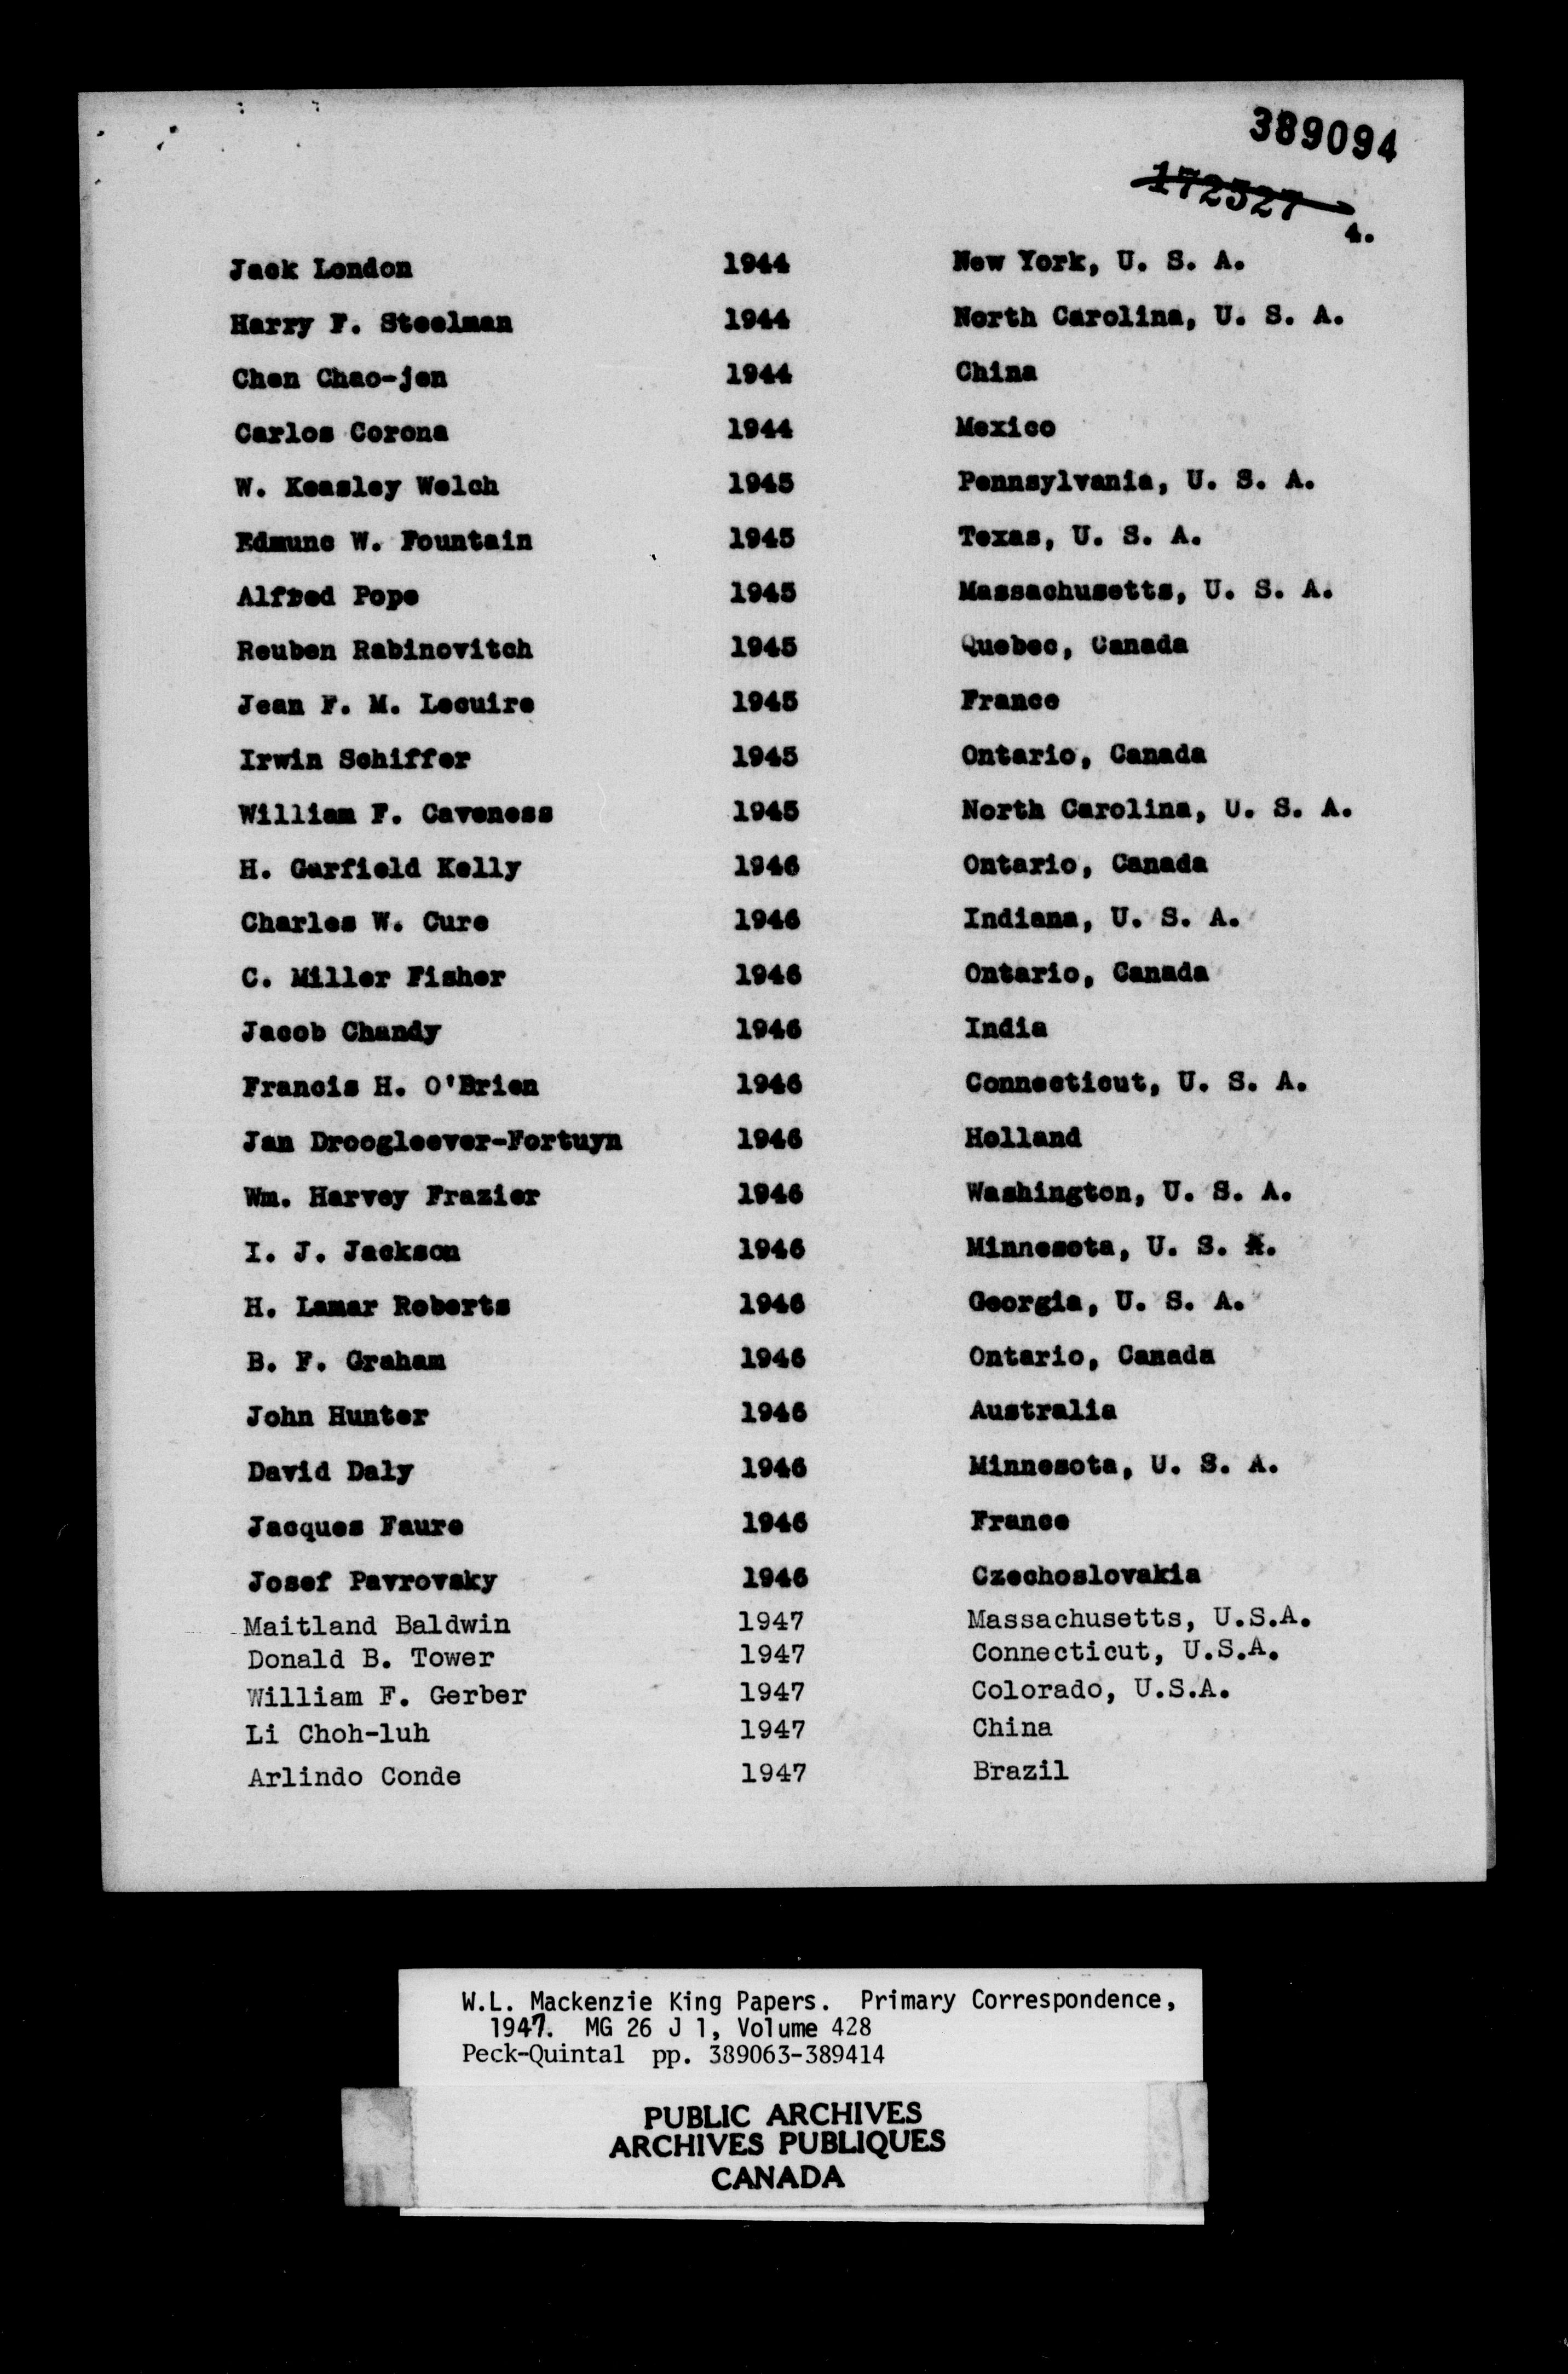 389094
172527
4.
Jack London 1944 New York, U. S. A.
Harry F. Steelman 1944 North Carolina, U. S. A.
Chen Chao-jen 1944 China
Carlos Corona 1944 Mexico
W. Keasley Welch 1945 Pennsylvania, U. S. A.
Edmunc W. Fountain 1945 Texas, U. S. A.
Alfred Pope 1945 Massachusetts, U. S. A.
Reuben Rabinovitch 1945 Quebec, Canada
Jean F. M. Lecuire 1945 France
Irwin Schiffer 1945 Ontario, Canada
William F. Caveness 1945 North Carolina, U. S. A.
H. Garfield Kelly 1946 Ontario, Canada
Charles W. Cure 1946 Indiana, U. S. A.
C. Miller Fisher 1946 Ontario, Canada
Jacob Chandy 1946 India
Francis H. O'Brien 1946 Connecticut, U. S. A.
Jan Droogleever-Fortuyn 1946 Holland
Wm. Harvey Frazier 1946 Washington, U. S. A.
I. J. Jackson 1946 Minnesota, U. S. A.
H. Lamar Roberts 1946 Georgia, U. S. A.
B. F. Graham 1946 Ontario, Canada
John Hunter 1946 Australia
David Daly 1946 Minnesota, U. S. A.
Jacques Faure 1946 France
Josef Pavrovsky 1946 Czechoslovakia
Maitland Baldwin 1947 Massachusetts, U.S.A.
Donald B. Tower 1947 Connecticut, U.S.A.
William F. Gerber 1947 Colorado, U.S.A.
Li Choh-luh 1947 China
Arlindo Conde 1947 Brazil
W.L. Mackenzie King Papers. Primary Correspondence,
1947. MG 26 J 1, Volume 428
Peck-Quintal pp. 389063-389414
PUBLIC ARCHIVES
ARCHIVES PUBLIQUES
CANADA